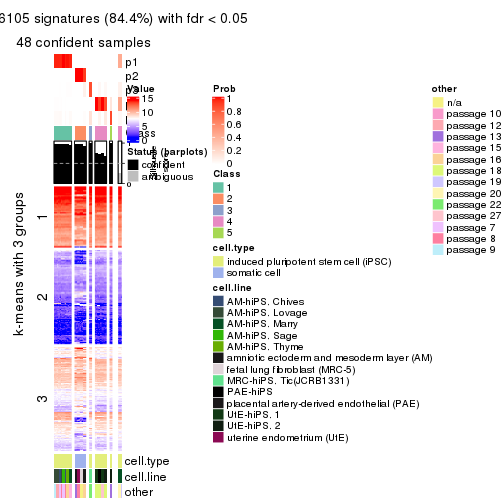 6105 signatures (84.4%) with fdr < 0.05
48 confident samples
p1
p2
Value
15
10
5
0
Status (barplots)
confident
ambiguous
k-means with 3 groups
1
2
3
cell.type
cell.line
other
Prob
1
0.8
0.6
0.4
0.2
0
Class
1
2
3
4
5
cell.type
induced pluripotent stem cell (iPSC)
somatic cell
cell.line
AM-hiPS. Chives
AM-hiPS. Lovage
AM-hiPS. Marry
AM-hiPS. Sage
AM-hiPS. Thyme
amniotic ectoderm and mesoderm layer (AM)
fetal lung fibroblast (MRC-5)
MRC-hiPS. Tic(JCRB1331)
PAE-hiPS
placental artery-derived endothelial (PAE)
UtE-hiPS. 1
UtE-hiPS. 2
uterine endometrium (UtE)
other
n/a
passage 10
passage 12
passage 13
passage 15
passage 16
passage 18
passage 19
passage 20
passage 22
passage 27
passage 7
passage 8
passage 9